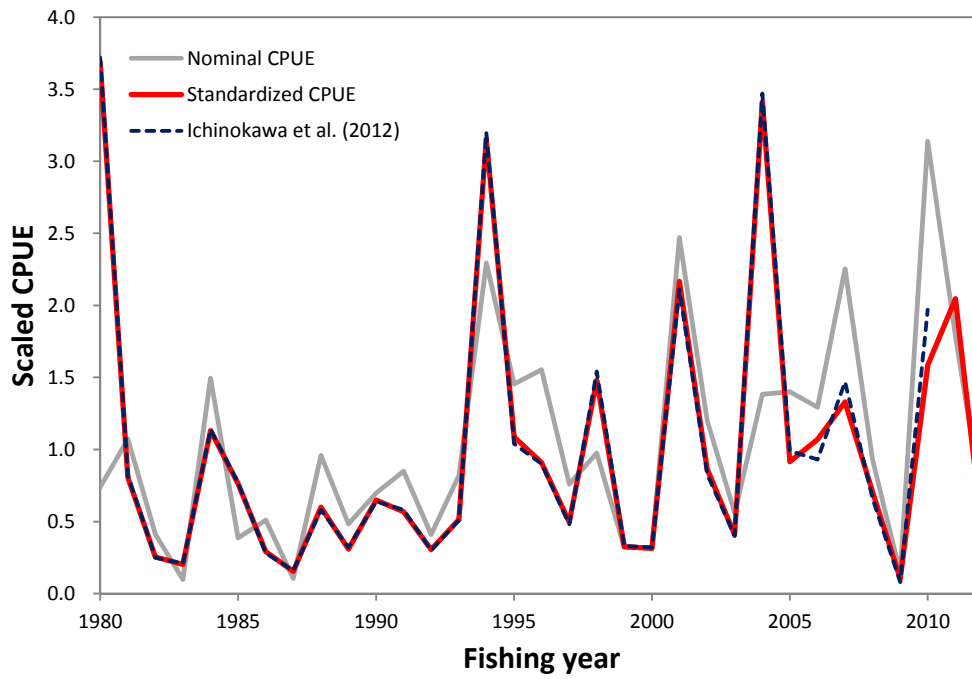 4.0
3.5
3.0
2.5
2.0
1.5
1.0
0.5
0.0
Scaled CPUE
Nominal CPUE
Standardized CPUE
Ichinokawa et al. (2012)
1980 1985 1990 1995 2000 2005 2010
Fishing year